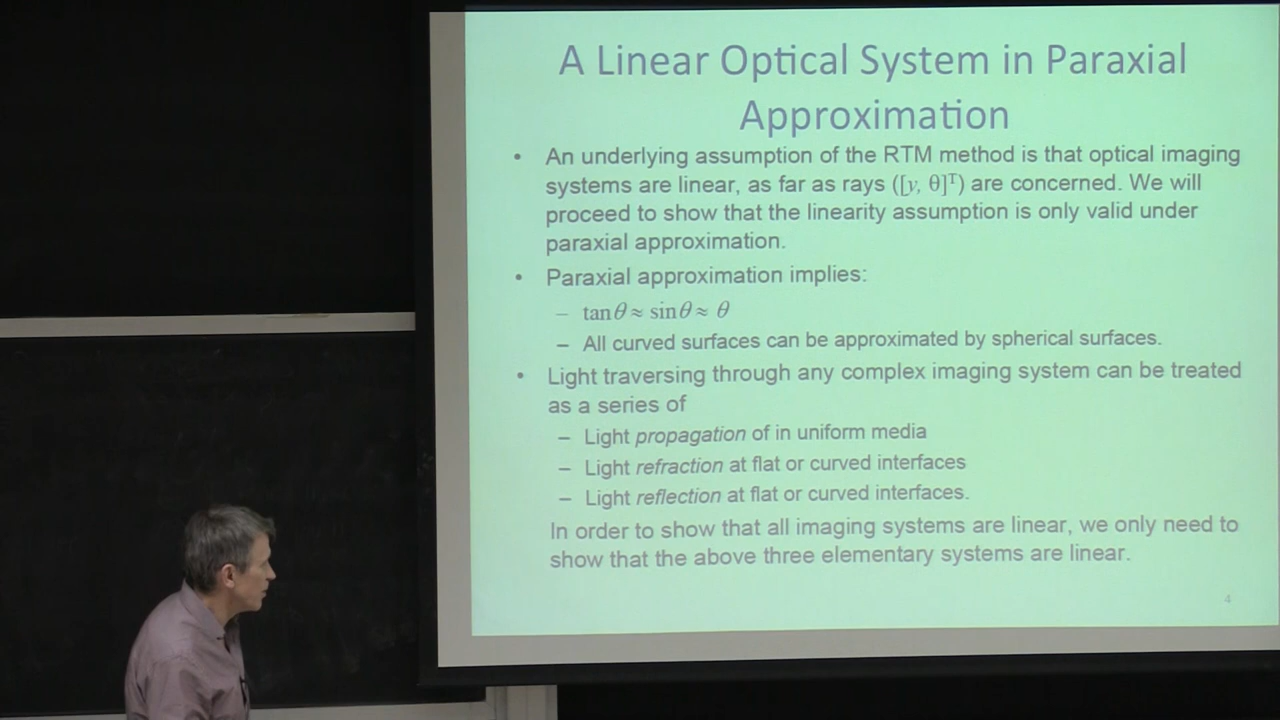 A Linear Optical System in Paraxial
Approximation
• An underlying assumption of the RTM method is that optical imaging
systems are linear, as far as rays ([y, θ]ᵀ) are concerned. We will
proceed to show that the linearity assumption is only valid under
paraxial approximation.
• Paraxial approximation implies:
– tanθ ≈ sinθ ≈ θ
– All curved surfaces can be approximated by spherical surfaces.
• Light traversing through any complex imaging system can be treated
as a series of
– Light propagation of in uniform media
– Light refraction at flat or curved interfaces
– Light reflection at flat or curved interfaces.
In order to show that all imaging systems are linear, we only need to
show that the above three elementary systems are linear.
4